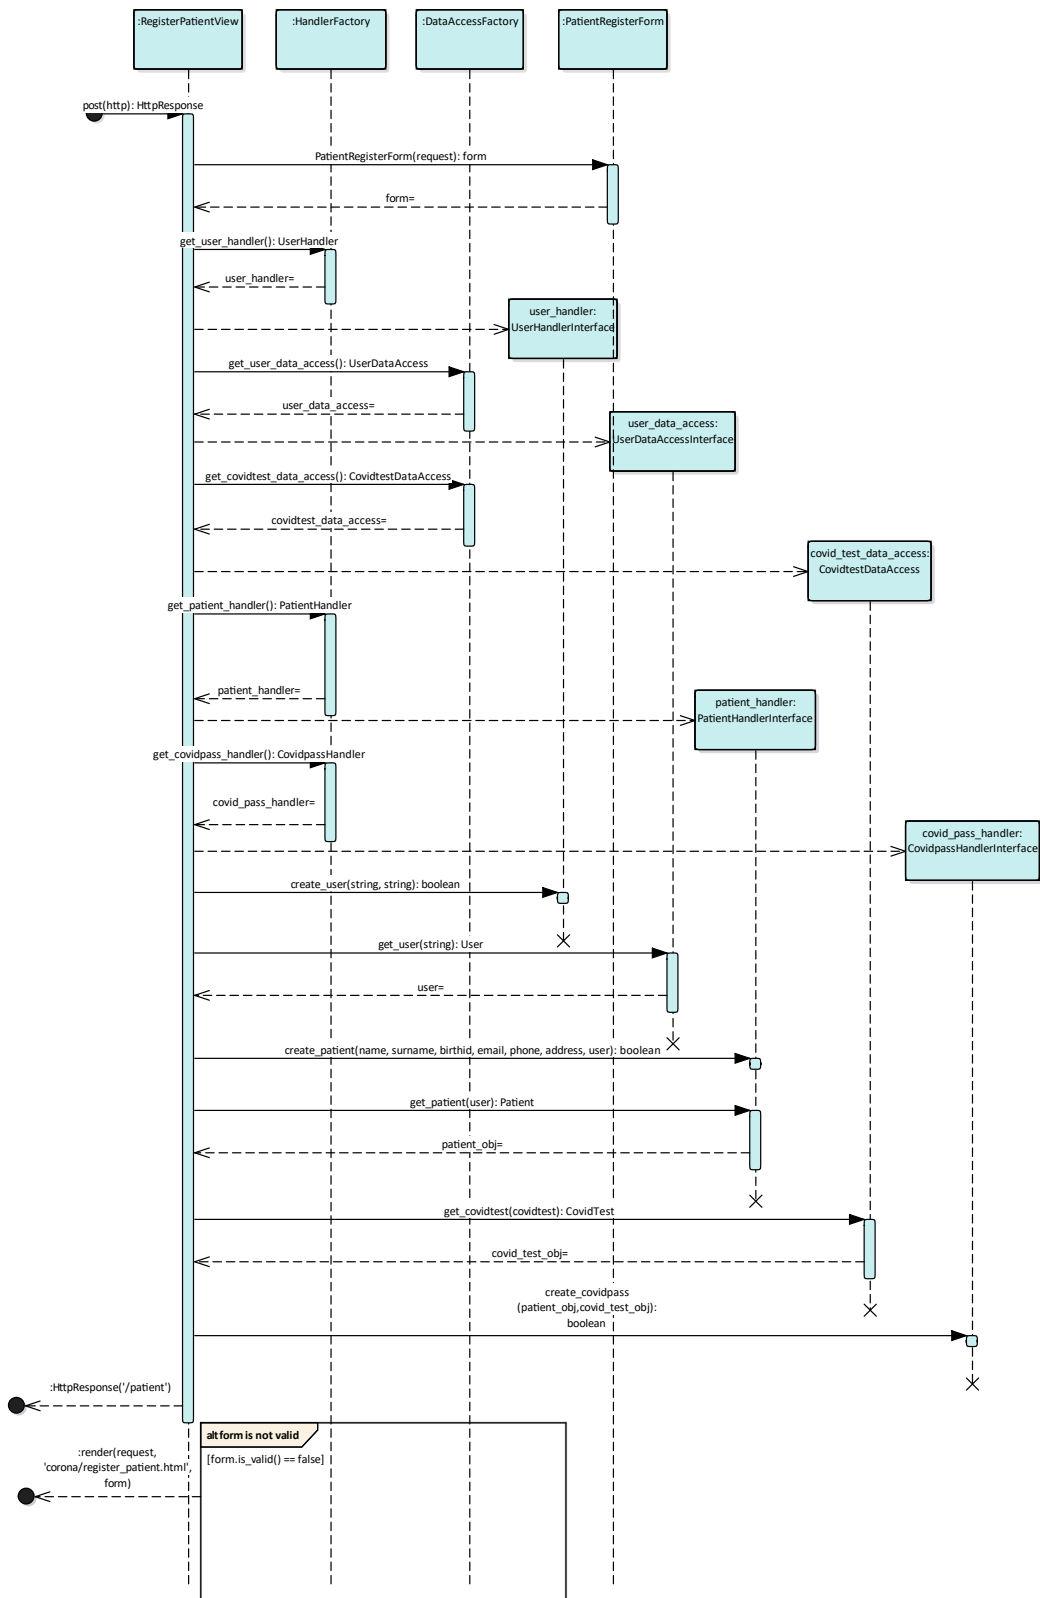 :RegisterPatientView
:HandlerFactory
:DataAccessFactory
:PatientRegisterForm
post(http): HttpResponse
PatientRegisterForm(request): form
form=
get_user_handler(): UserHandler
user_handler=
user_handler:
UserHandlerInterface
get_user_data_access(): UserDataAccess
user_data_access=
user_data_access:
UserDataAccessInterface
get_covidtest_data_access(): CovidtestDataAccess
covidtest_data_access=
covid_test_data_access:
CovidtestDataAccess
get_patient_handler(): PatientHandler
patient_handler=
patient_handler:
PatientHandlerInterface
get_covidpass_handler(): CovidpassHandler
covid_pass_handler=
covid_pass_handler:
CovidpassHandlerInterface
create_user(string, string): boolean
get_user(string): User
user=
create_patient(name, surname, birthid, email, phone, address, user): boolean
get_patient(user): Patient
patient_obj=
get_covidtest(covidtest): CovidTest
covid_test_obj=
create_covidpass
(patient_obj,covid_test_obj):
boolean
:HttpResponse('/patient')
alt form is not valid
[form.is_valid() == false]
:render(request,
'corona/register_patient.html',
form)